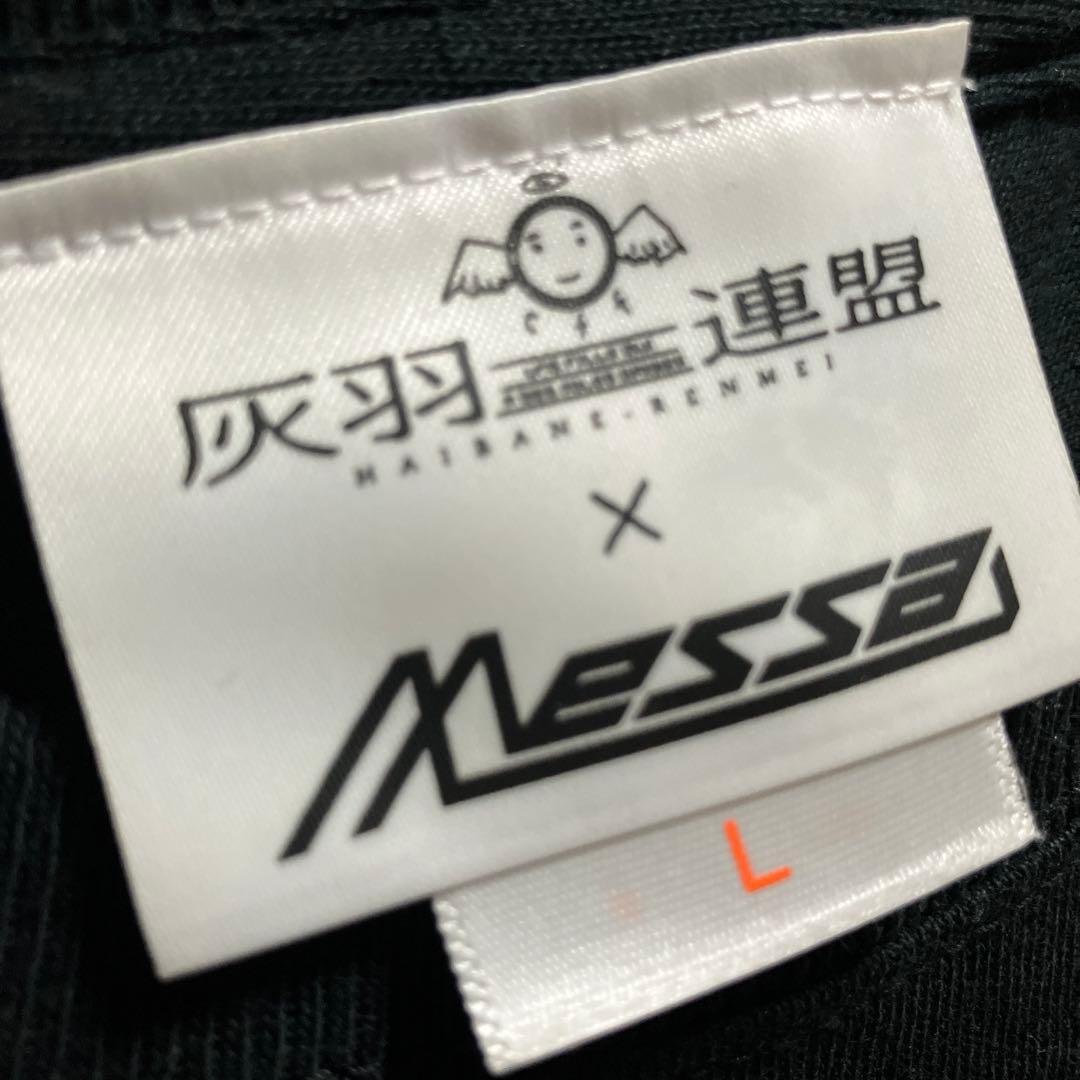 灰羽連盟
HAIBANE-RENMEI
×
Messa
L